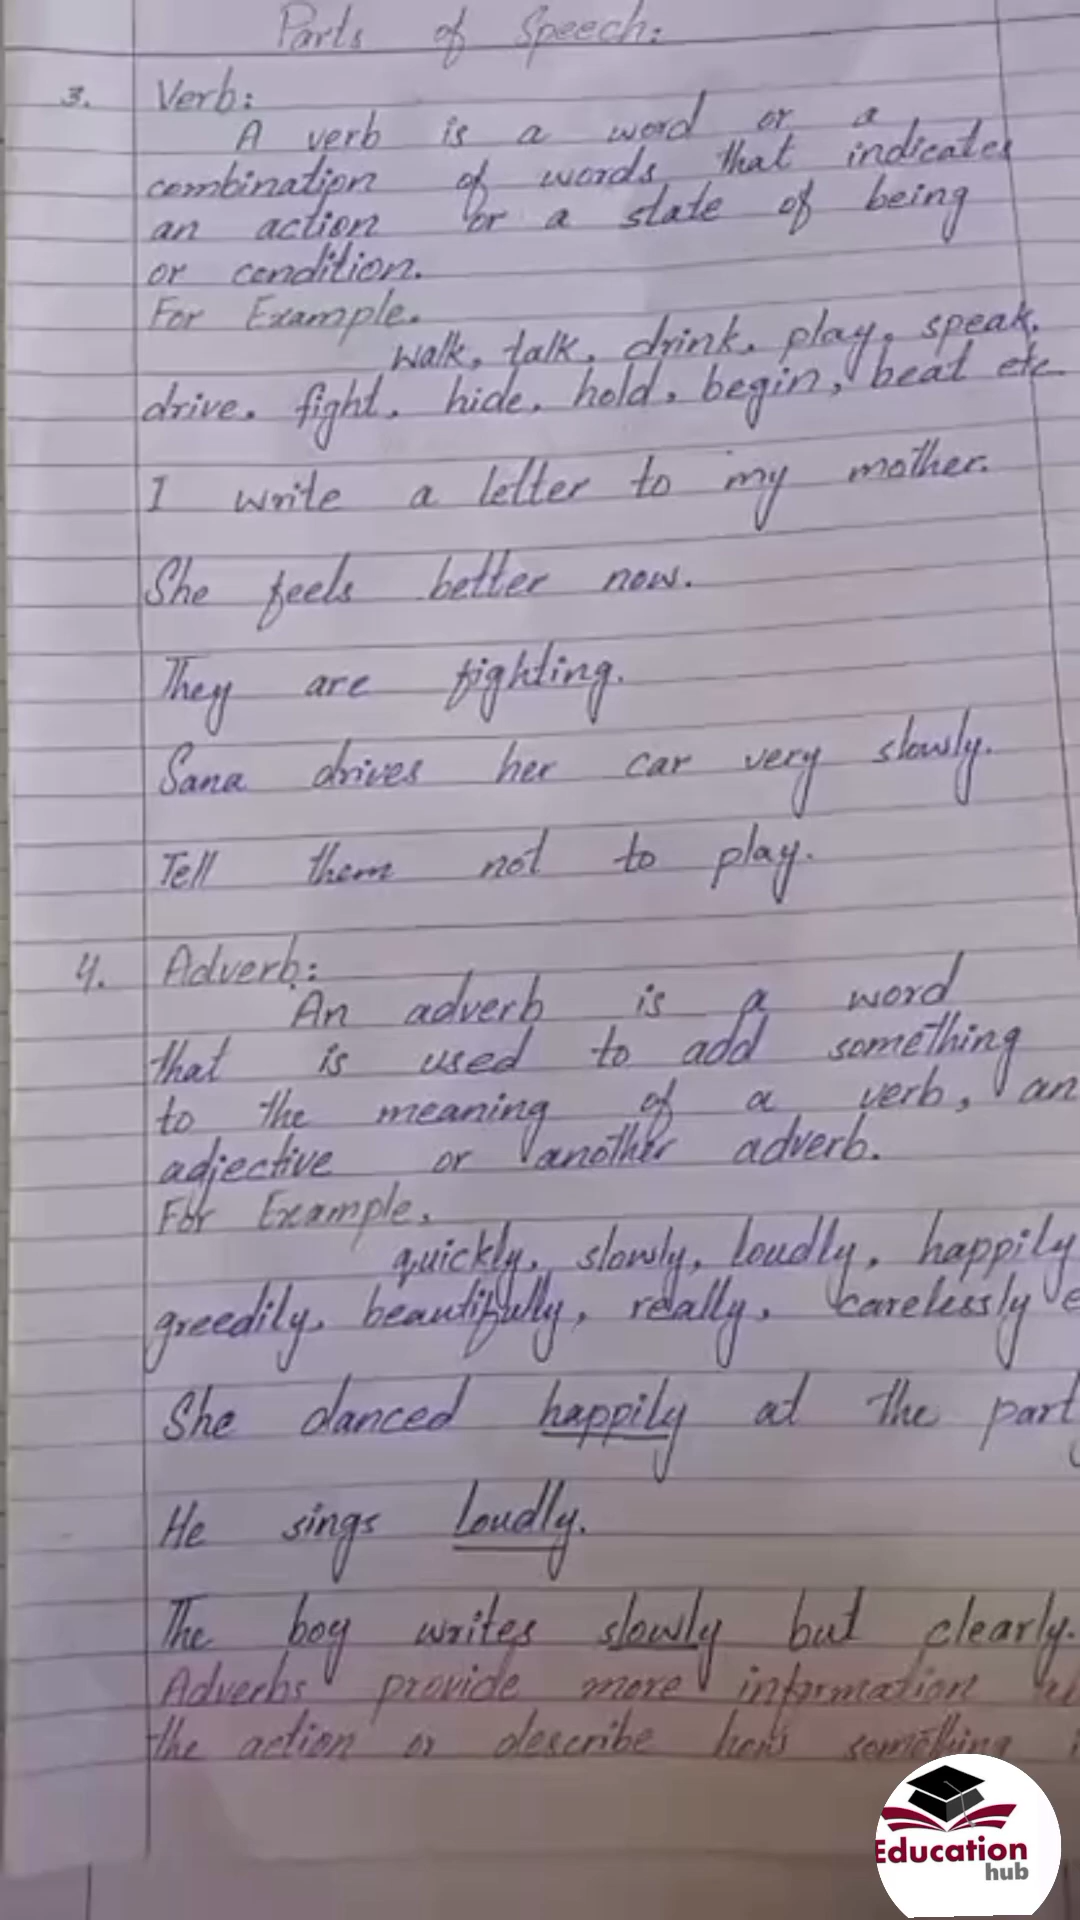 Parts of Speech:
3. Verb:
A verb is a word or a
combination of words that indicates
an action or a state of being
or condition.
For Example.
walk, talk, drink, play, speak,
drive, fight, hide, hold, begin, beat etc
I write a letter to my mother.
She feels better now.
They are fighting.
Sana drives her car very slowly.
Tell them not to play.
4. Adverb:
An adverb is a word
that is used to add something
to the meaning of a verb, an
adjective or another adverb.
For Example,
quickly, slowly, loudly, happily
greedily, beautifully, really, carelessly e
She danced happily at the part
He sings loudly.
The boy writes slowly but clearly.
Adverbs provide more information
the action or describe how something
Education
hub